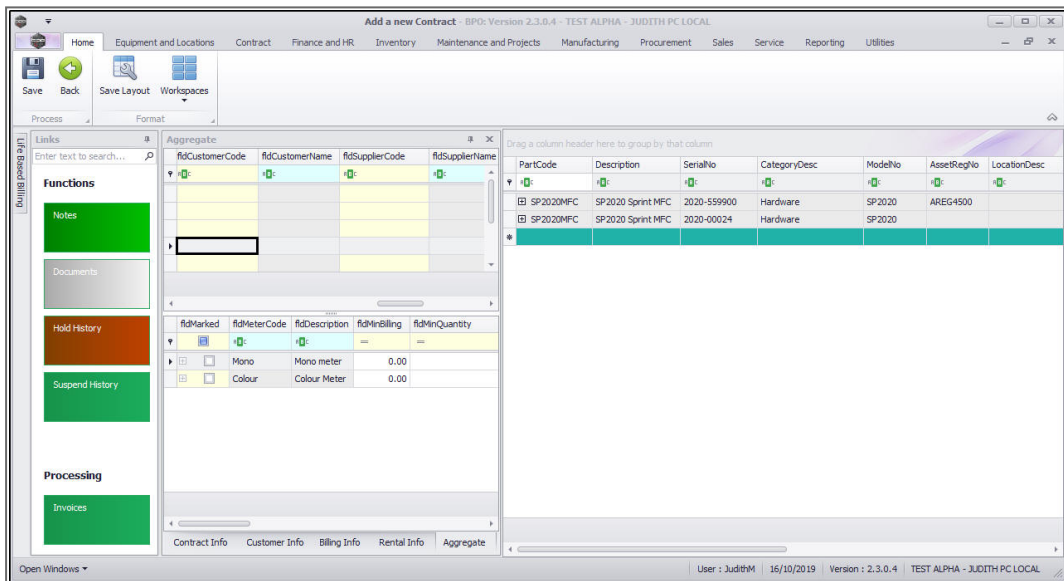 Add a new Contract - BPO: Version 2.3.0.4 - TEST ALPHA - JUDITH PC LOCAL
Home Equipment and Locations Contract Finance and HR Inventory Maintenance and Projects Manufacturing Procurement Sales Service Reporting Utilities
Save Back Save Layout Workspaces
Process Format
Life Based Billing
Links
Enter text to search...
Functions
Notes
Documents
Hold History
Suspend History
Processing
Invoices
Aggregate
fldCustomerCode fldCustomerName fldSupplierCode fldSupplierName
fldMarked fldMeterCode fldDescription fldMinBilling fldMinQuantity
= =
Mono Mono meter 0.00
Colour Colour Meter 0.00
Contract Info Customer Info Billing Info Rental Info Aggregate
Drag a column header here to group by that column
PartCode Description SerialNo CategoryDesc ModelNo AssetRegNo LocationDesc
SP2020MFC SP2020 Sprint MFC 2020-559900 Hardware SP2020 AREG4500
SP2020MFC SP2020 Sprint MFC 2020-00024 Hardware SP2020
Open Windows User : JudithM 16/10/2019 Version : 2.3.0.4 TEST ALPHA - JUDITH PC LOCAL